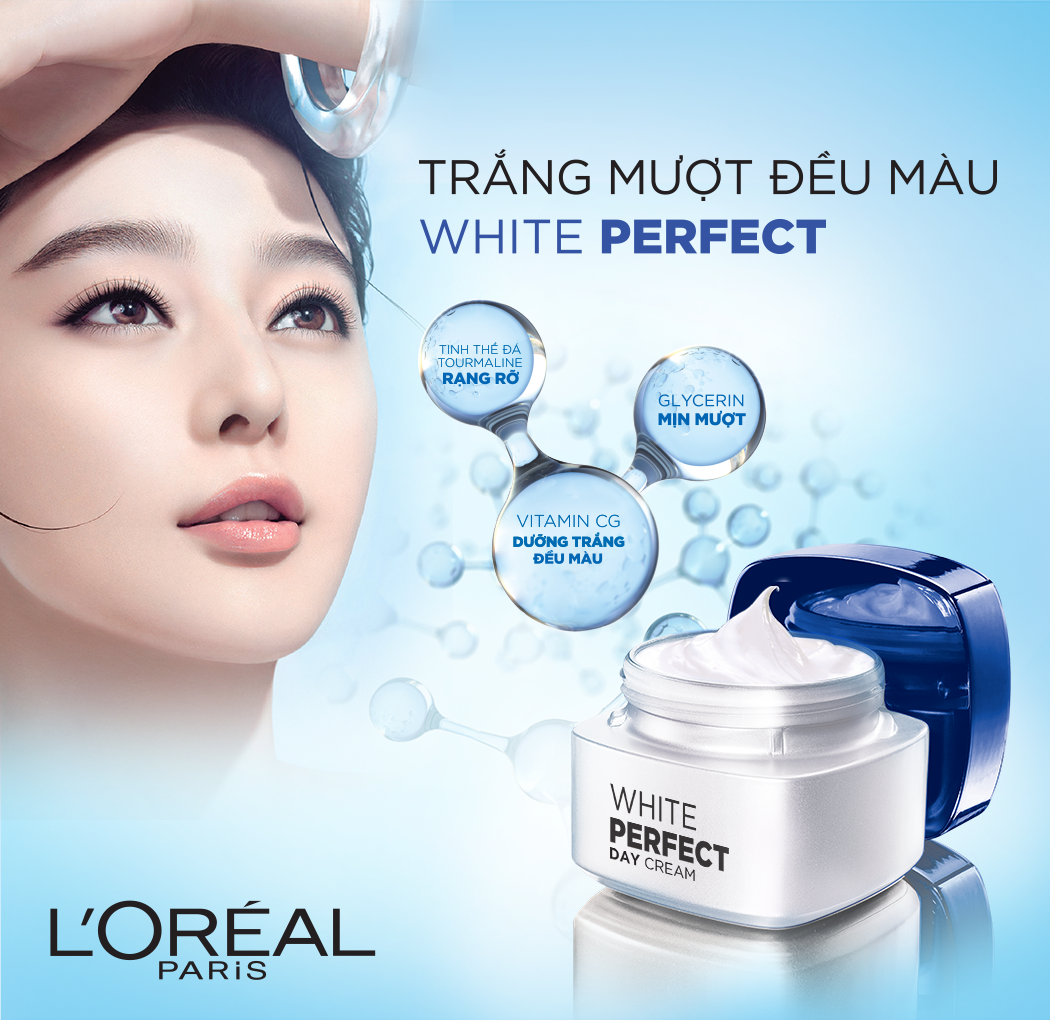 TRẮNG MƯỢT ĐỀU MÀU
WHITE PERFECT
TINH THỂ ĐÁ
TOURMALINE
RẠNG RỠ
GLYCERIN
MỊN MƯỢT
VITAMIN CG
DƯỠNG TRẮNG
ĐỀU MÀU
WHITE
PERFECT
DAY CREAM
L'ORÉAL
PARiS